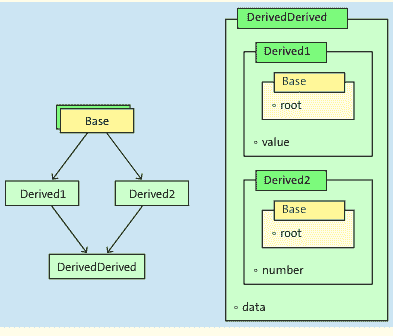 Base
Derived1
Derived2
DerivedDerived
DerivedDerived
Derived1
Base
root
value
Derived2
Base
root
number
data